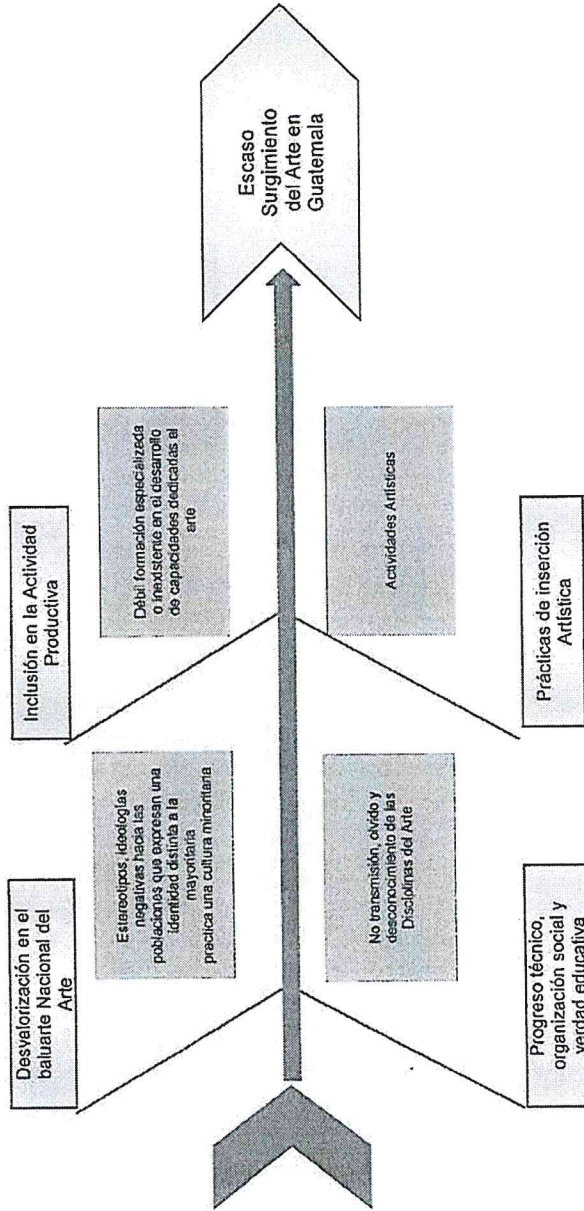 Desvalorización en el
baluarte Nacional del
Arte
Inclusión en la Actividad
Productiva
Estereotipos, ideologías
negativas hacia las
poblaciones que expresan una
identidad distinta a la
mayoritaria
practica una cultura minoritaria
Débil formación especializada
o inexistente en el desarrollo
de capacidades dedicadas al
arte
Escaso
Surgimiento
del Arte en
Guatemala
No transmisión, olvido y
desconocimiento de las
Disciplinas del Arte
Actividades Artísticas
Progreso técnico,
organización social y
verdad educativa
Prácticas de inserción
Artística